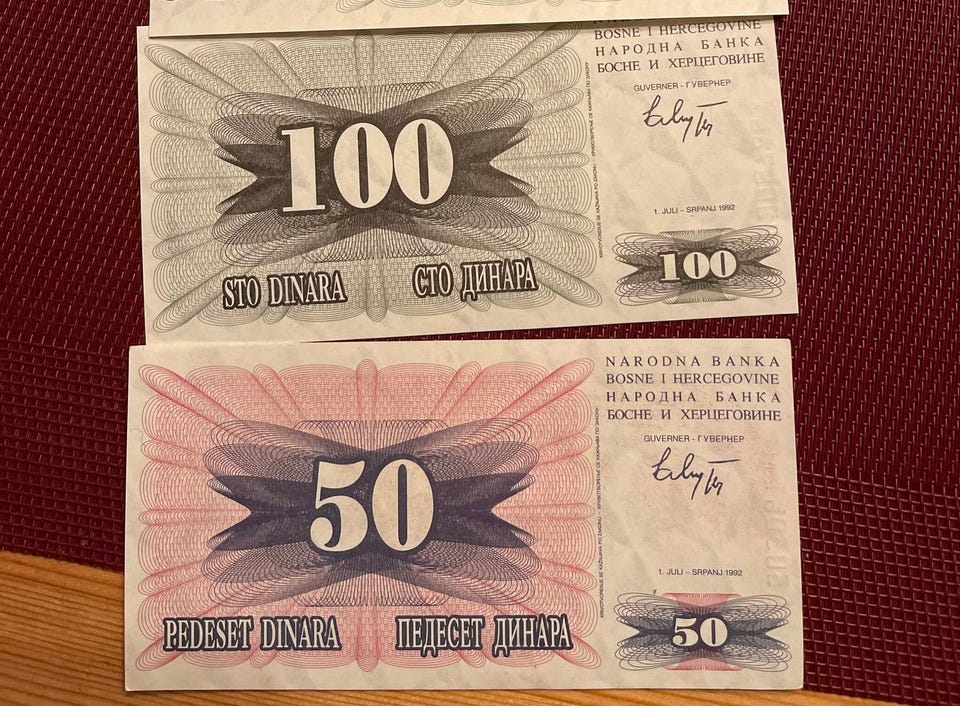 NARODNA BANKA
BOSNE I HERCEGOVINE
НАРОДНА БАНКА
БОСНЕ И ХЕРЦЕГОВИНЕ
GUVERNER - ГУВЕРНЕР
100
1. JULI – SRPANJ 1992
100
STO DINARA
СТО ДИНАРА
NARODNA BANKA
BOSNE I HERCEGOVINE
НАРОДНА БАНКА
БОСНЕ И ХЕРЦЕГОВИНЕ
GUVERNER - ГУВЕРНЕР
50
1. JULI – SRPANJ 1992
50
PEDESET DINARA
ПЕДЕСЕТ ДИНАРА